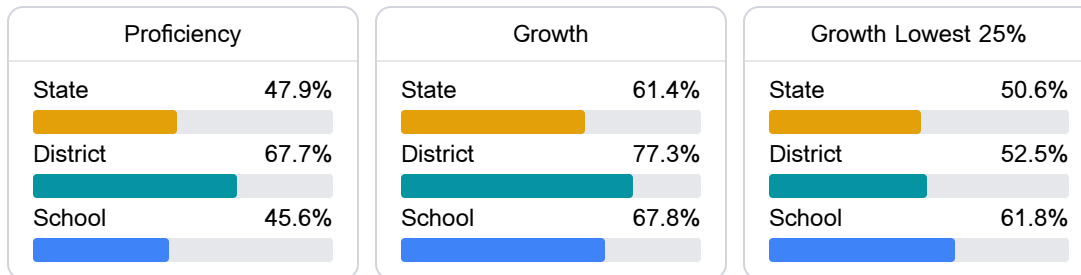 Proficiency
State 47.9%
District 67.7%
School 45.6%
Growth
State 61.4%
District 77.3%
School 67.8%
Growth Lowest 25%
State 50.6%
District 52.5%
School 61.8%